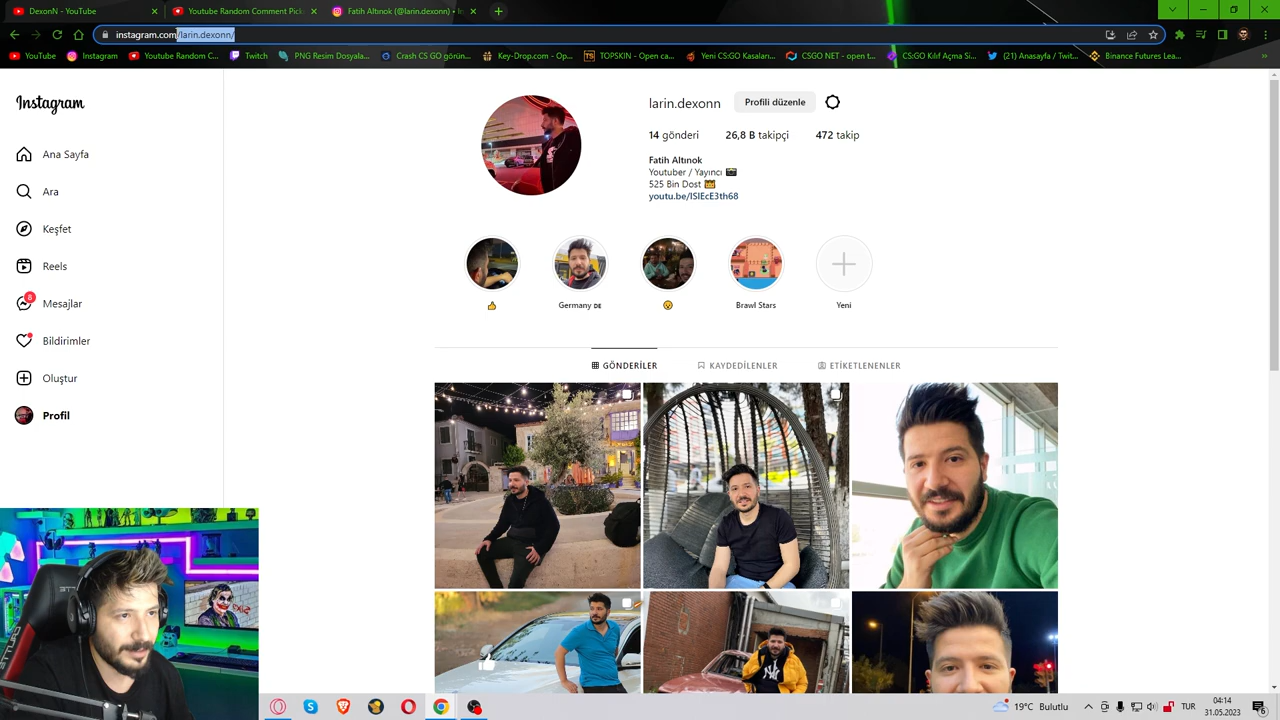 DexonN - YouTube
Youtube Random Comment Pick
Fatih Altınok (@larin.dexonn) • In
instagram.com/larin.dexonn/
YouTube
Instagram
Youtube Random C...
Twitch
PNG Resim Dosyala...
Crash CS GO görün...
Key-Drop.com - Op...
TOPSKIN - Open ca...
Yeni CS:GO Kasaları...
CSGO NET - open t...
CS:GO Kılıf Açma Si...
(21) Anasayfa / Twit...
Binance Futures Lea...
Instagram
Ana Sayfa
Ara
Keşfet
Reels
8
Mesajlar
Bildirimler
Oluştur
Profil
larin.dexonn
Profili düzenle
14 gönderi
26,8 B takipçi
472 takip
Fatih Altınok
Youtuber / Yayıncı
525 Bin Dost
youtu.be/ISIEcE3th68
Germany DE
Brawl Stars
Yeni
GÖNDERİLER
KAYDEDİLENLER
ETİKETLENENLER
19°C Bulutlu
TUR
04:14
31.05.2023